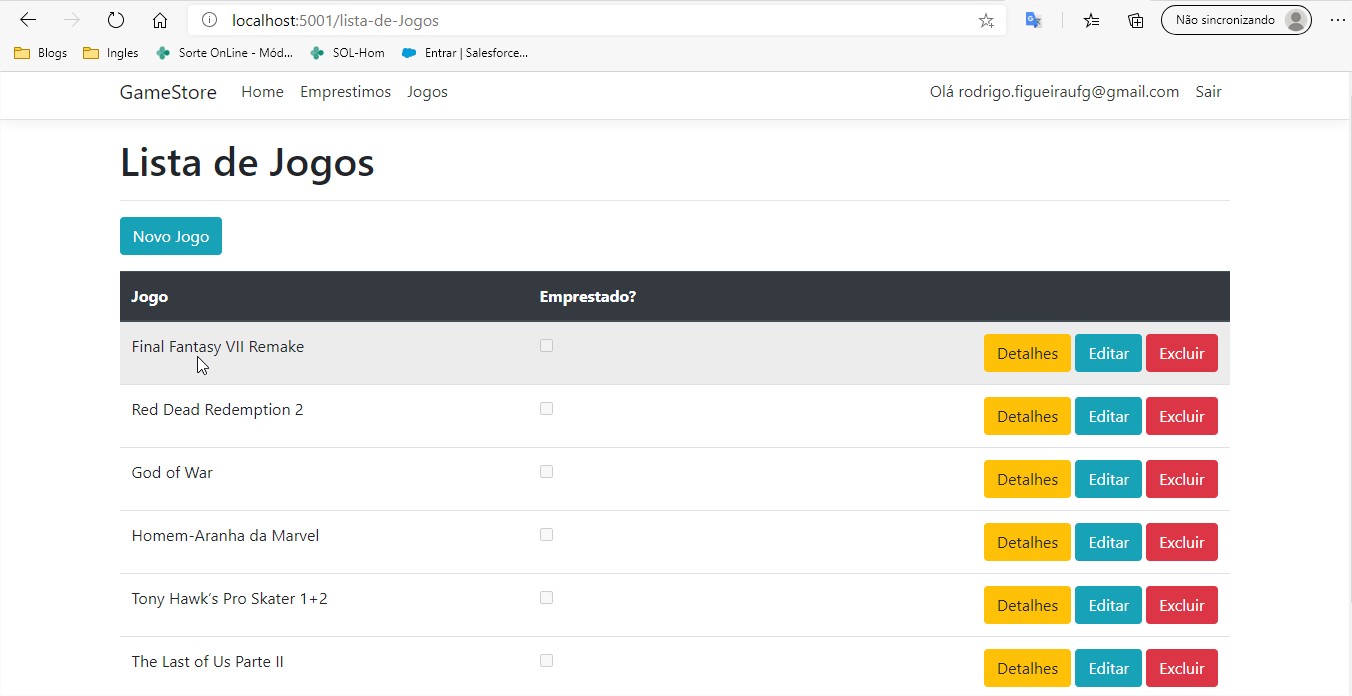 localhost:5001/lista-de-Jogos
Não sincronizando
Blogs Ingles Sorte OnLine - Mód... SOL-Hom Entrar | Salesforce...
GameStore Home Emprestimos Jogos Olá rodrigo.figueiraufg@gmail.com Sair
Lista de Jogos
Novo Jogo
Jogo Emprestado?
Final Fantasy VII Remake Detalhes Editar Excluir
Red Dead Redemption 2 Detalhes Editar Excluir
God of War Detalhes Editar Excluir
Homem-Aranha da Marvel Detalhes Editar Excluir
Tony Hawk´s Pro Skater 1+2 Detalhes Editar Excluir
The Last of Us Parte II Detalhes Editar Excluir